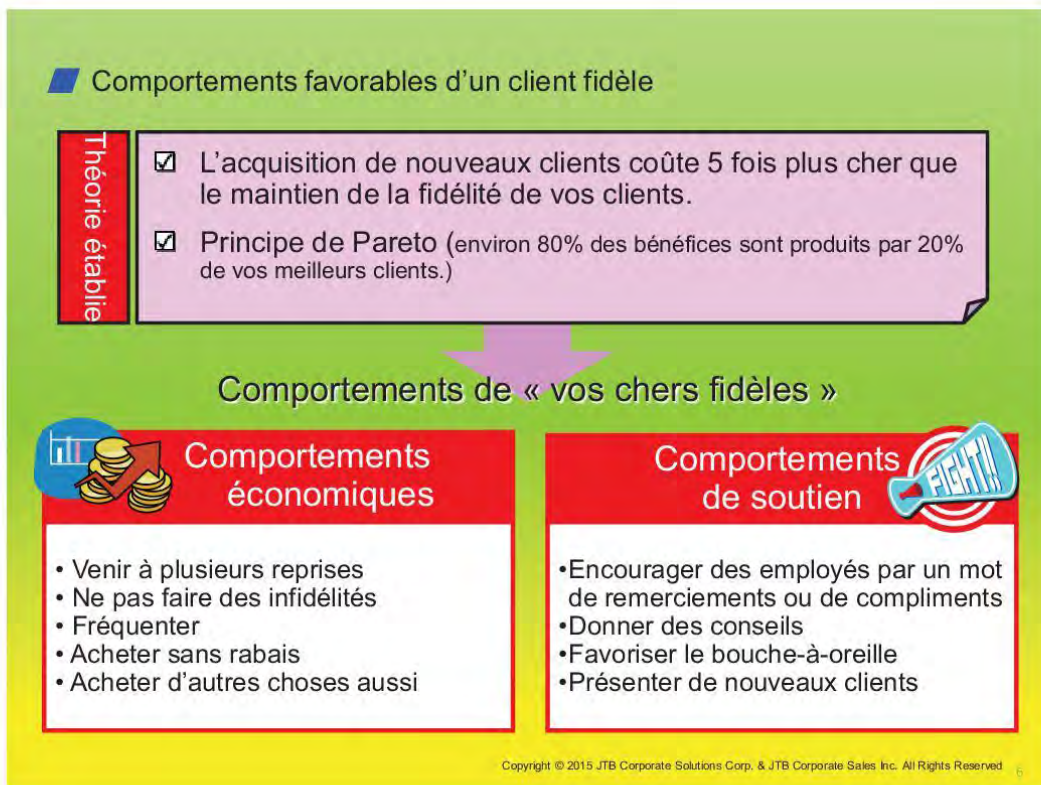 Comportements favorables d’un client fidèle
Théorie établie
L’acquisition de nouveaux clients coûte 5 fois plus cher que
le maintien de la fidélité de vos clients.
Principe de Pareto (environ 80% des bénéfices sont produits par 20%
de vos meilleurs clients.)
Comportements de « vos chers fidèles »
Comportements
économiques
• Venir à plusieurs reprises
• Ne pas faire des infidélités
• Fréquenter
• Acheter sans rabais
• Acheter d’autres choses aussi
Comportements
de soutien
FIGHT!!
•Encourager des employés par un mot
de remerciements ou de compliments
•Donner des conseils
•Favoriser le bouche-à-oreille
•Présenter de nouveaux clients
Copyright © 2015 JTB Corporate Solutions Corp. & JTB Corporate Sales Inc. All Rights Reserved
6